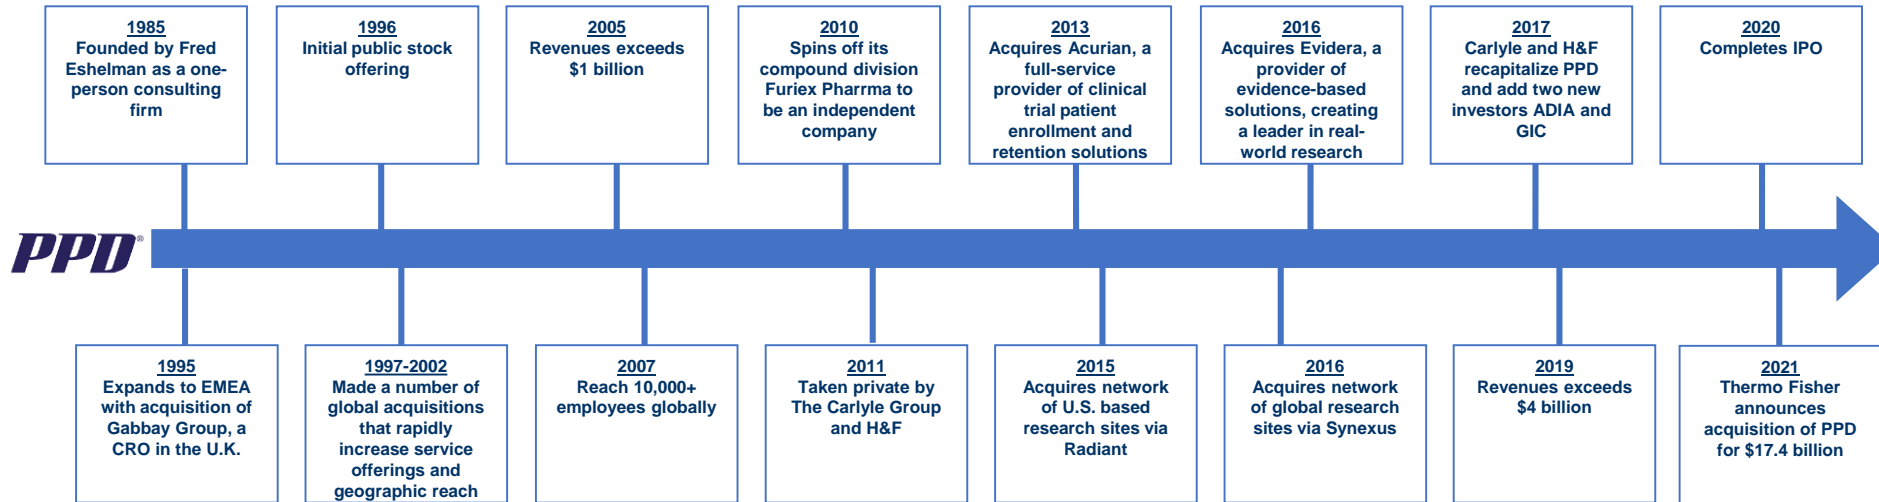 1985
Founded by Fred
Eshelman as a one-
person consulting
firm
1996
Initial public stock
offering
2005
Revenues exceeds
$1 billion
2010
Spins off its
compound division
Furiex Pharrma to
be an independent
company
2013
Acquires Acurian, a
full-service
provider of clinical
trial patient
enrollment and
retention solutions
2016
Acquires Evidera, a
provider of
evidence-based
solutions, creating
a leader in real-
world research
2017
Carlyle and H&F
recapitalize PPD
and add two new
investors ADIA and
GIC
2020
Completes IPO
PPD®
1995
Expands to EMEA
with acquisition of
Gabbay Group, a
CRO in the U.K.
1997-2002
Made a number of
global acquisitions
that rapidly
increase service
offerings and
geographic reach
2007
Reach 10,000+
employees globally
2011
Taken private by
The Carlyle Group
and H&F
2015
Acquires network
of U.S. based
research sites via
Radiant
2016
Acquires network
of global research
sites via Synexus
2019
Revenues exceeds
$4 billion
2021
Thermo Fisher
announces
acquisition of PPD
for $17.4 billion